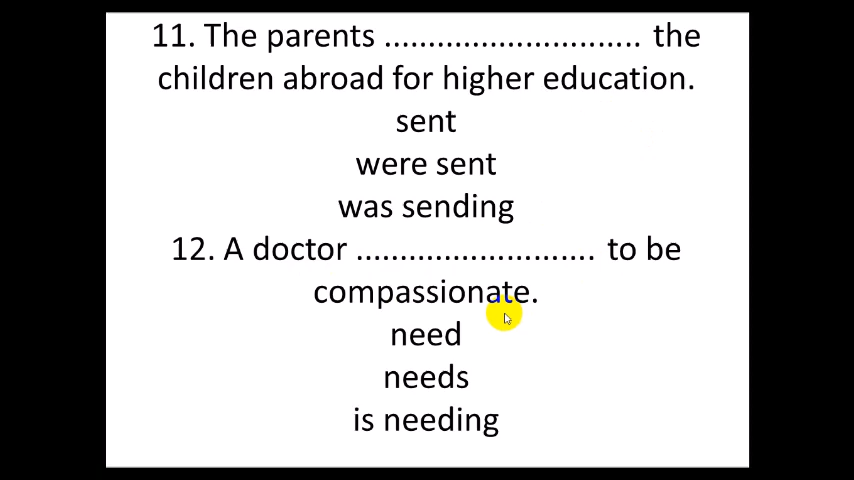 11. The parents ............................. the
children abroad for higher education.
sent
were sent
was sending
12. A doctor ........................... to be
compassionate.
need
needs
is needing